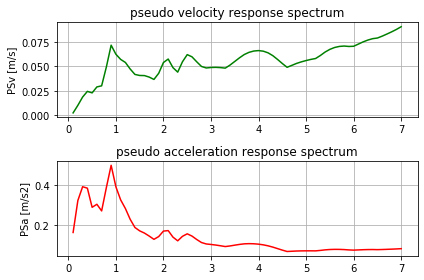 pseudo velocity response spectrum
PSv [m/s]
0.075
0.050
0.025
0.000
0 1 2 3 4 5 6 7
pseudo acceleration response spectrum
PSa [m/s2]
0.4
0.2
0 1 2 3 4 5 6 7